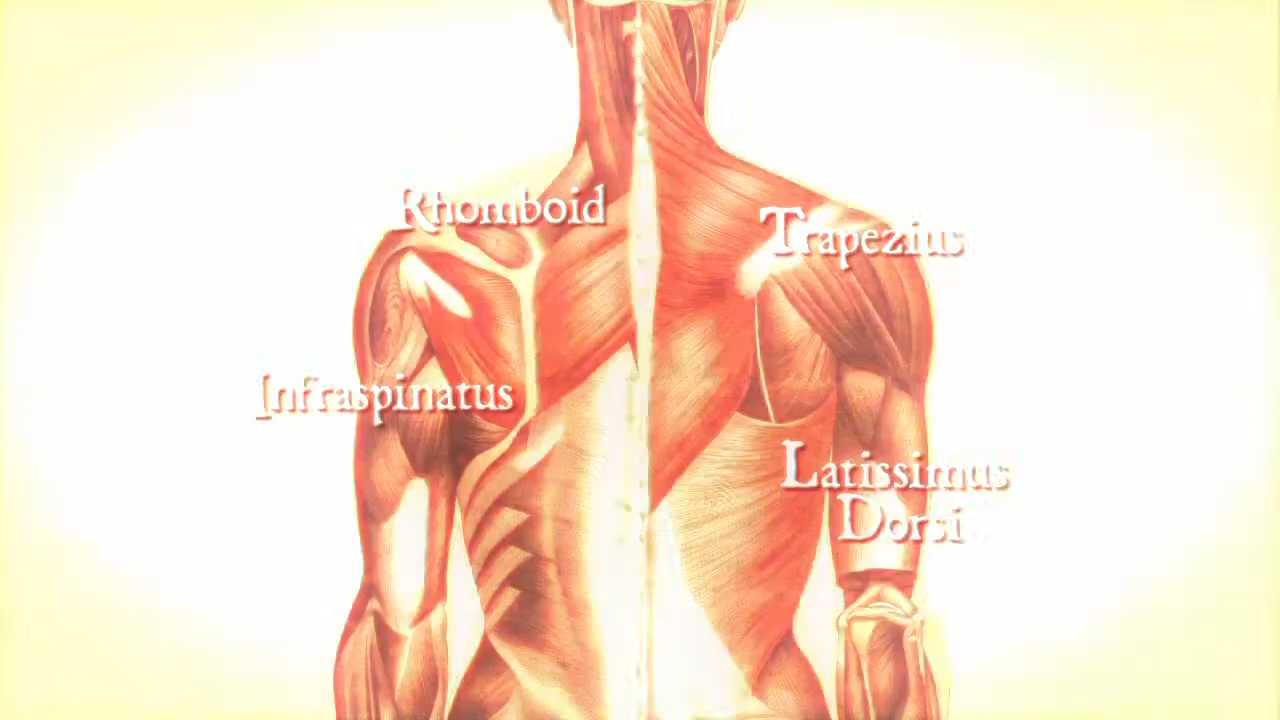 Rhomboid
Trapezius
Infraspinatus
Latissimus
Dorsi